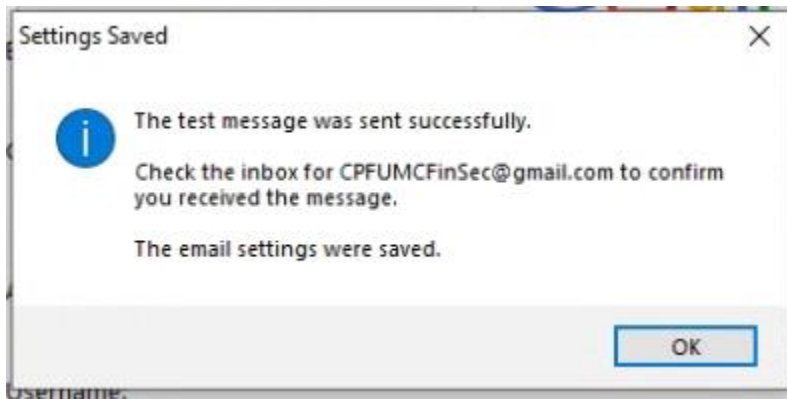 Settings Saved
The test message was sent successfully.
Check the inbox for CPFUMCFinSec@gmail.com to confirm
you received the message.
The email settings were saved.
OK
Username: